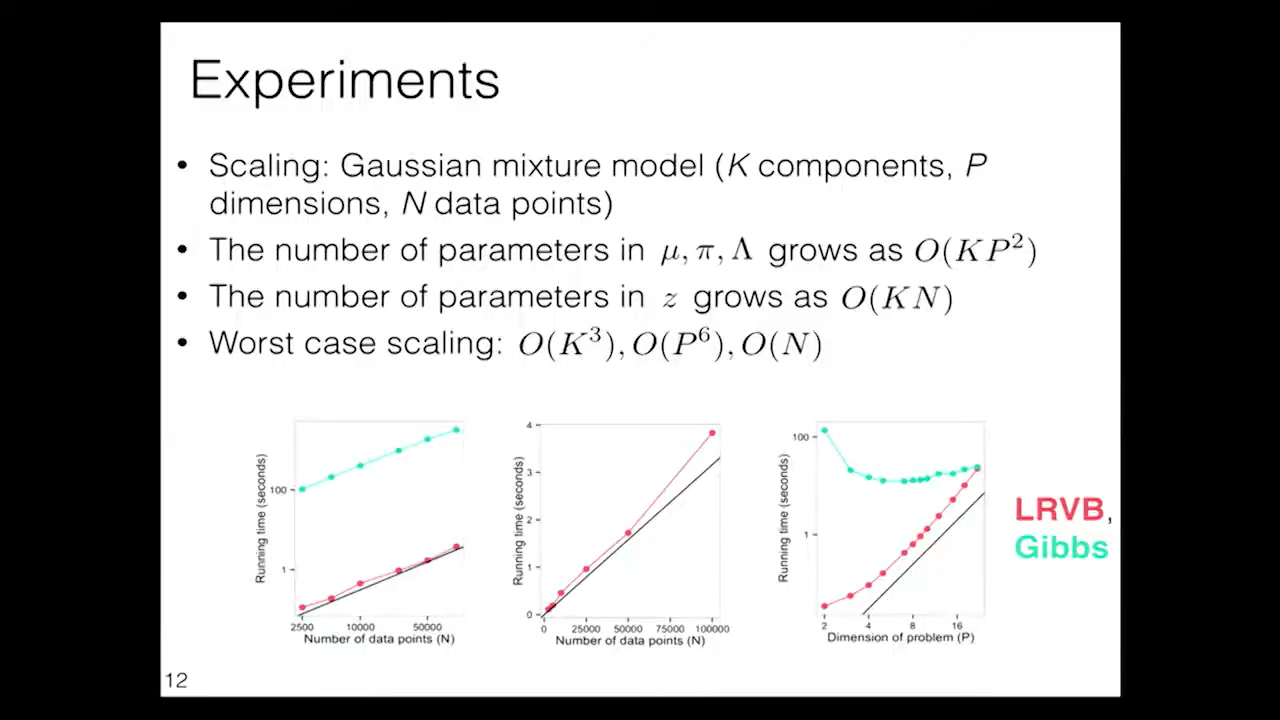 Experiments
• Scaling: Gaussian mixture model (K components, P
dimensions, N data points)
• The number of parameters in μ, π, Λ grows as O(KP²)
• The number of parameters in z grows as O(KN)
• Worst case scaling: O(K³), O(P⁶), O(N)
Running time (seconds)
100
1
2500 10000 50000
Number of data points (N)
Running time (seconds)
4
3
2
1
0
0 25000 50000 75000 100000
Number of data points (N)
Running time (seconds)
100
1
2 4 8 16
Dimension of problem (P)
LRVB,
Gibbs
12